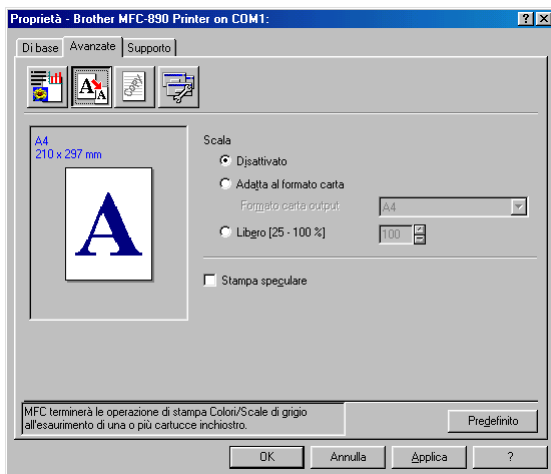 Proprietà - Brother MFC-890 Printer on COM1:
? X
Di base Avanzate Supporto
A A Copy
A4
210 x 297 mm
A
Scala
Disattivato
Adatta al formato carta
Formato carta output A4
Libero [25 - 100 %] 100
Stampa speculare
MFC terminerà le operazione di stampa Colori/Scale di grigio
all'esaurimento di una o più cartucce inchiostro.
Predefinito
OK Annulla Applica ?